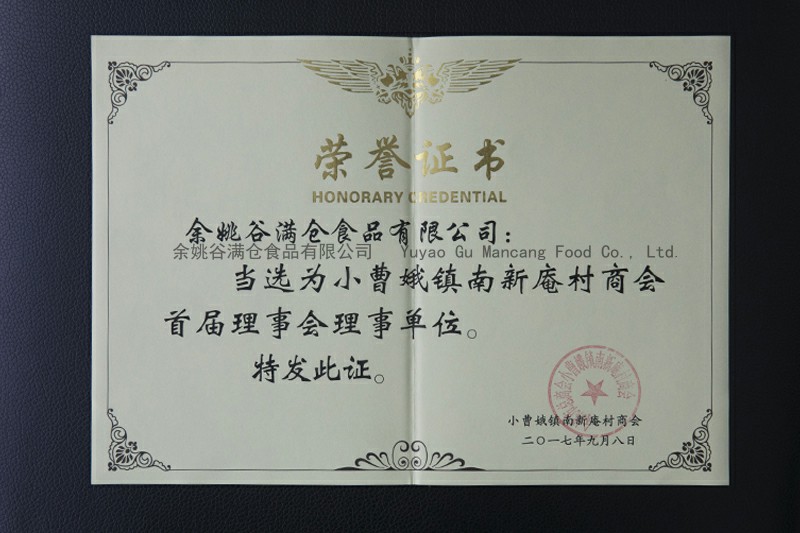 荣誉证书
HONORARY CREDENTIAL
余姚谷满仓食品有限公司：
余姚谷满仓食品有限公司 Yuyao Gu Mancang Food Co., Ltd.
当选为小曹娥镇南新庵村商会
首届理事会理事单位。
特发此证。
小曹娥镇南新庵村商会
二〇一七年九月八日